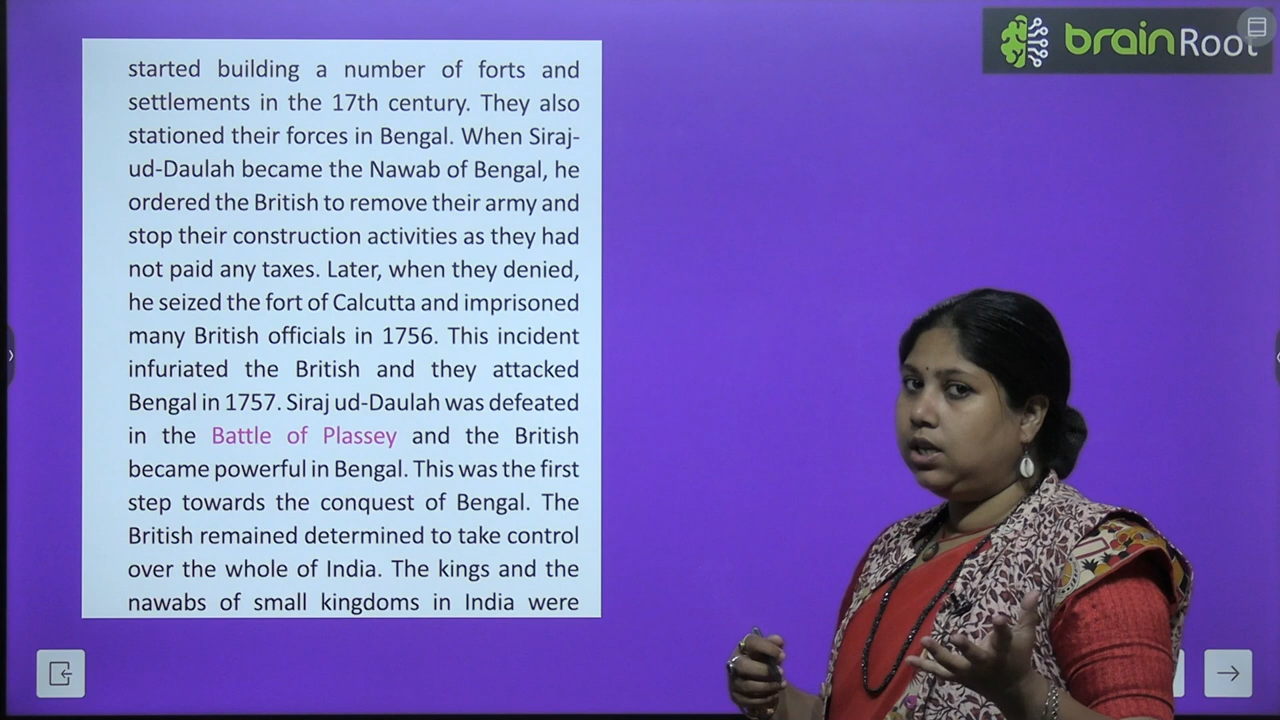 brainRoot
started building a number of forts and
settlements in the 17th century. They also
stationed their forces in Bengal. When Siraj-
ud-Daulah became the Nawab of Bengal, he
ordered the British to remove their army and
stop their construction activities as they had
not paid any taxes. Later, when they denied,
he seized the fort of Calcutta and imprisoned
many British officials in 1756. This incident
infuriated the British and they attacked
Bengal in 1757. Siraj ud-Daulah was defeated
in the Battle of Plassey and the British
became powerful in Bengal. This was the first
step towards the conquest of Bengal. The
British remained determined to take control
over the whole of India. The kings and the
nawabs of small kingdoms in India were